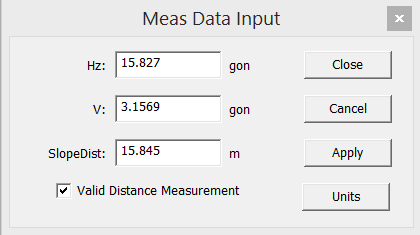 Meas Data Input
Hz: 15.827 gon Close
V: 3.1569 gon Cancel
SlopeDist: 15.845 m Apply
Valid Distance Measurement Units